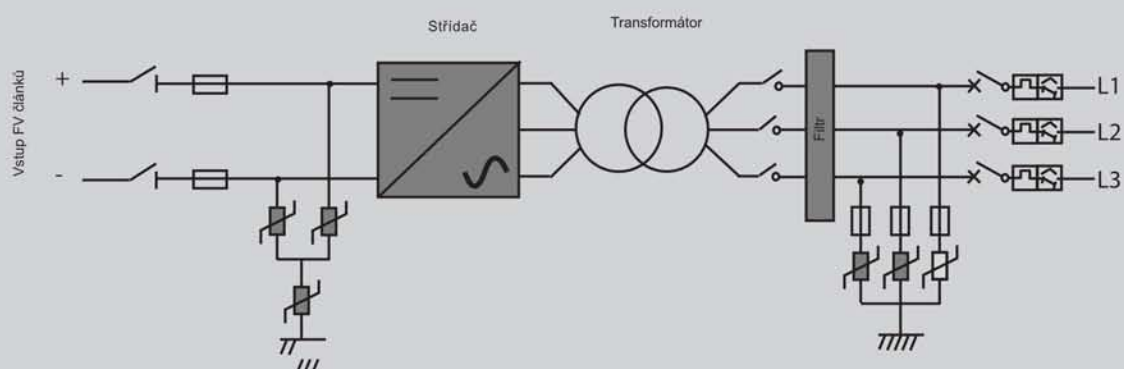 Střídač
Transformátor
Vstup FV článků
+
-
Filtr
L1
L2
L3